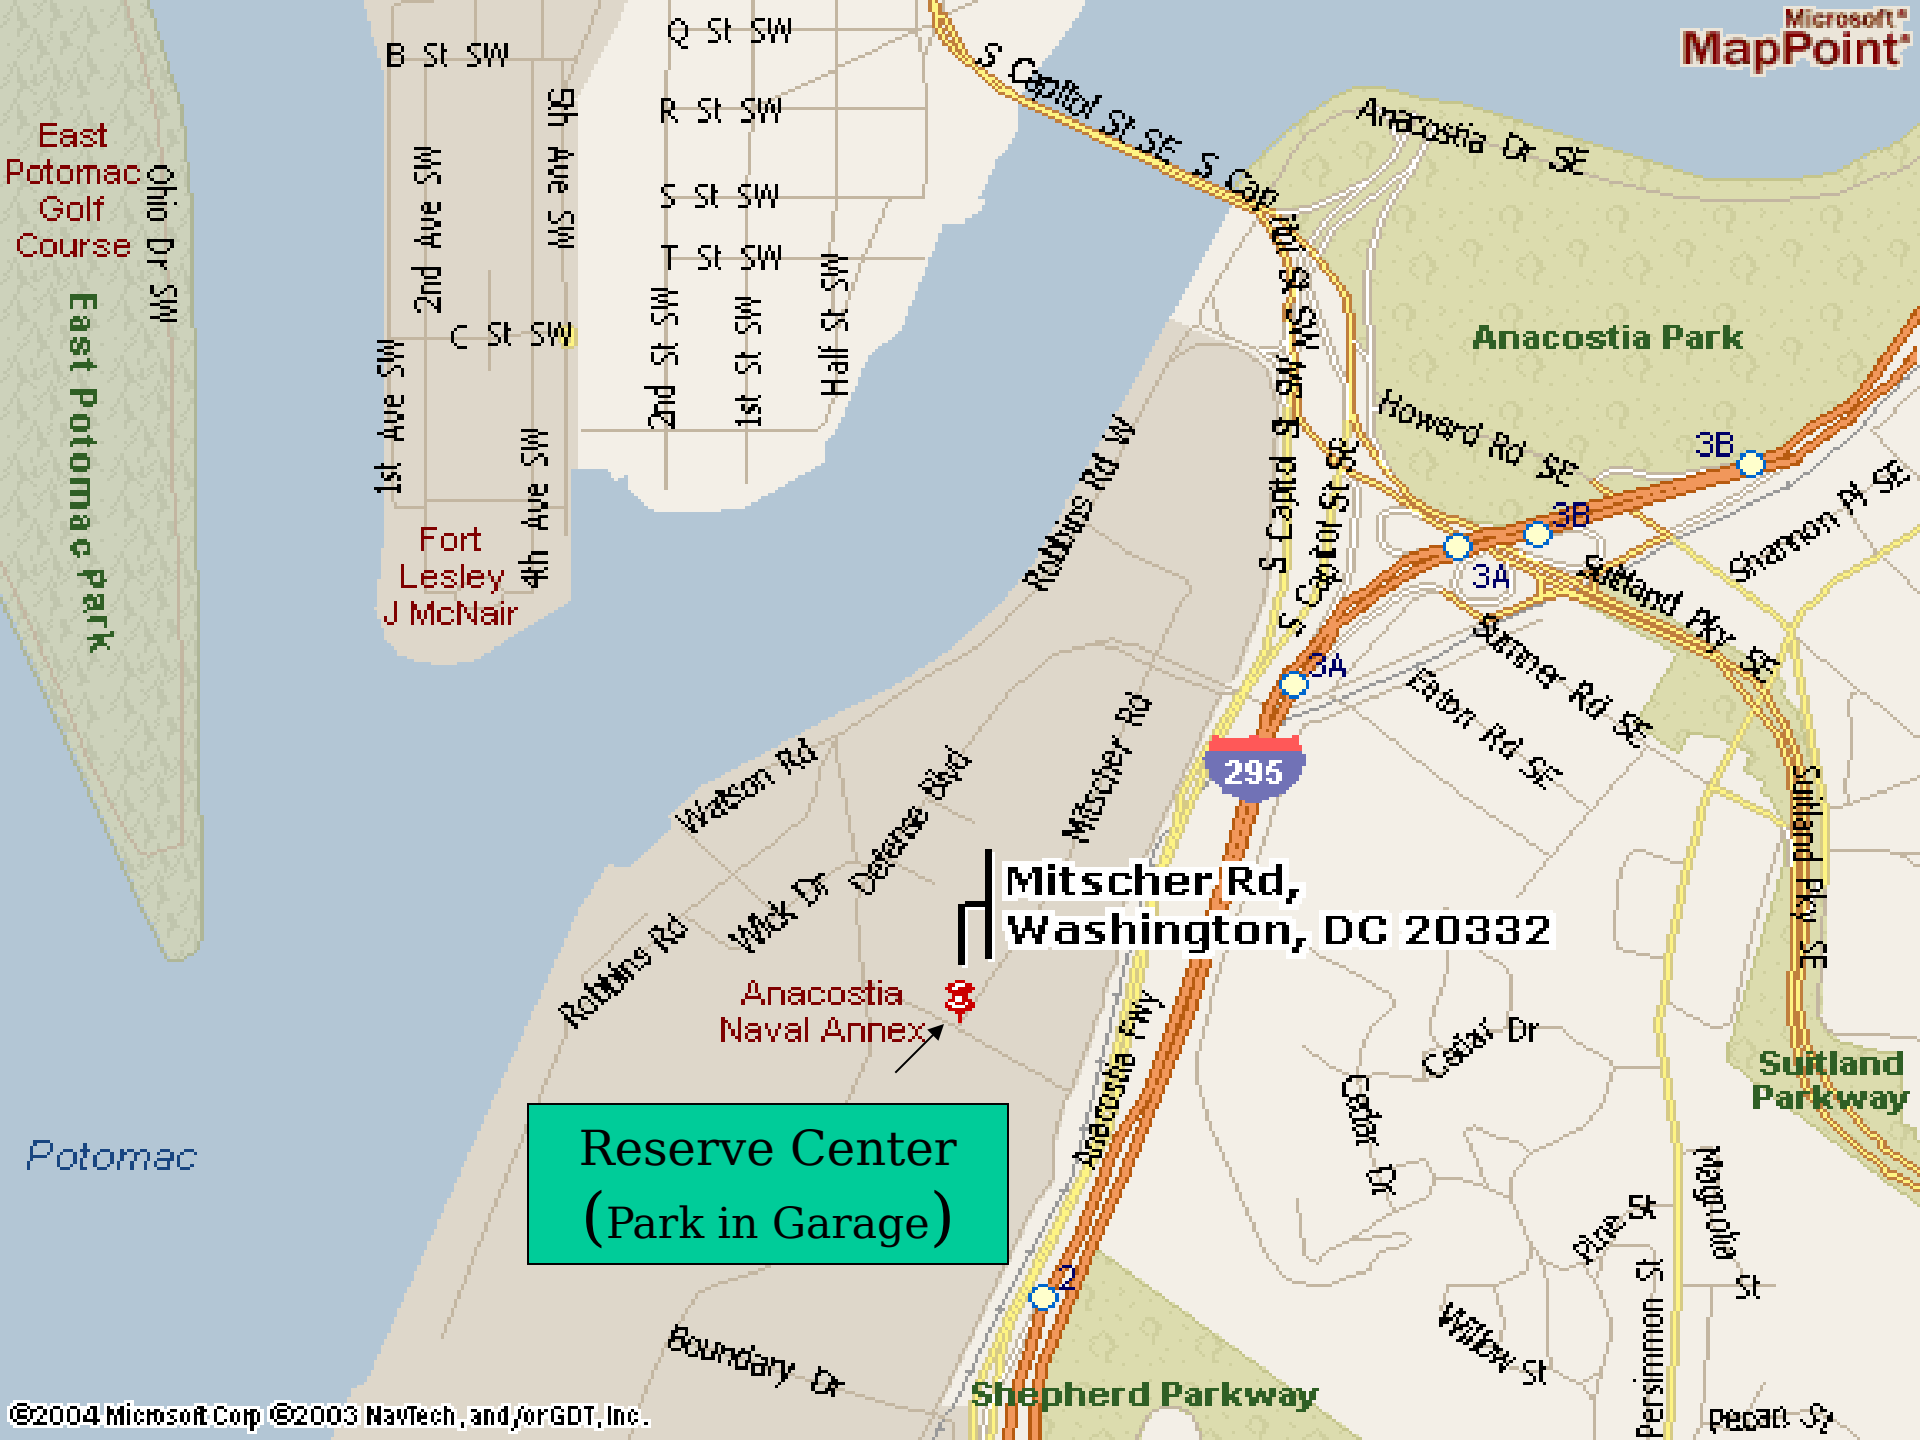 Microsoft®
MapPoint®
Q St SW
B St SW
S Capitol St SE
S Capitol St SW
Anacostia Dr SE
9th Ave SW
R St SW
East
Potomac
Golf
Course
Ohio Dr SW
2nd Ave SW
S St SW
T St SW
East Potomac Park
C St SW
1st Ave SW
2nd St SW
1st St SW
Half St SW
4th Ave SW
Fort
Lesley
J McNair
Anacostia Park
Howard Rd SE
3B
3B
3A
3A
Shannon Pl SE
Robbins Rd W
S Capitol St SW
S Capitol St SE
Suitland Pky SE
Sumner Rd SE
Eaton Rd SE
295
Watson Rd
Defense Blvd
Mitscher Rd
Suitland Pky SE
Mitscher Rd,
Washington, DC 20332
Wick Dr
Robbins Rd
Anacostia
Naval Annex
Anacostia Fwy
Cedar Dr
Cedar Dr
Suitland
Parkway
Potomac
Reserve Center
(Park in Garage)
2
Pine St
Magnolia St
Persimmon St
Willow St
Boundary Dr
Shepherd Parkway
Pecan St
©2004 Microsoft Corp ©2003 NavTech, and/or GDT, Inc.